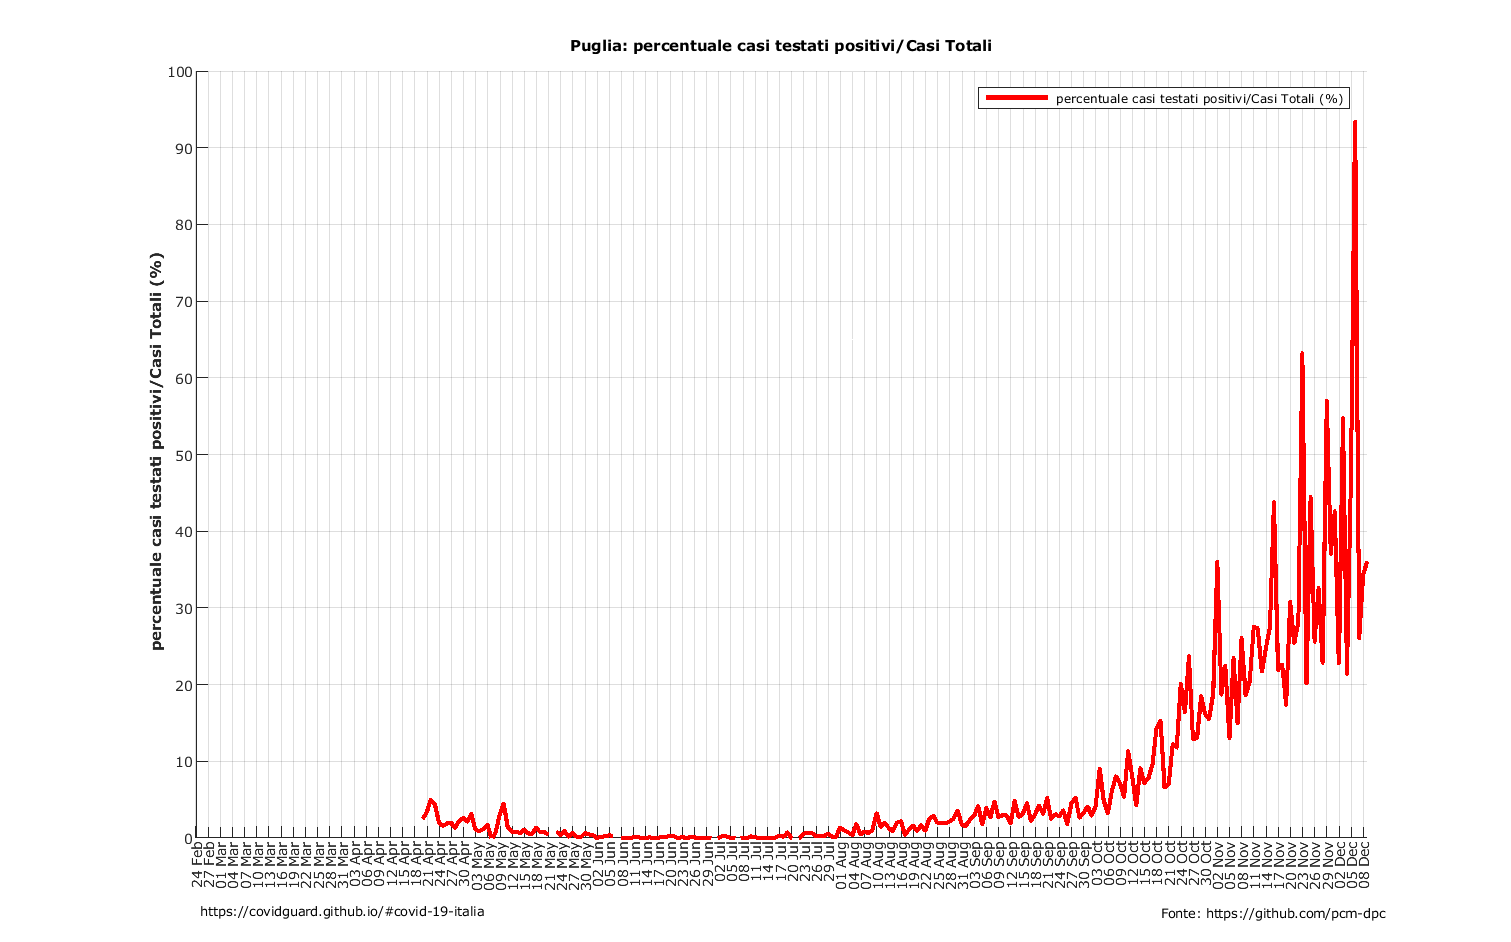 Puglia: percentuale casi testati positivi/Casi Totali
percentuale casi testati positivi/Casi Totali (%)
percentuale casi testati positivi/Casi Totali (%)
100
90
80
70
60
50
40
30
20
10
0
24 Feb
27 Feb
01 Mar
04 Mar
07 Mar
10 Mar
13 Mar
16 Mar
19 Mar
22 Mar
25 Mar
28 Mar
31 Mar
03 Apr
06 Apr
09 Apr
12 Apr
15 Apr
18 Apr
21 Apr
24 Apr
27 Apr
30 Apr
03 May
06 May
09 May
12 May
15 May
18 May
21 May
24 May
27 May
30 May
02 Jun
05 Jun
08 Jun
11 Jun
14 Jun
17 Jun
20 Jun
23 Jun
26 Jun
29 Jun
02 Jul
05 Jul
08 Jul
11 Jul
14 Jul
17 Jul
20 Jul
23 Jul
26 Jul
29 Jul
01 Aug
04 Aug
07 Aug
10 Aug
13 Aug
16 Aug
19 Aug
22 Aug
25 Aug
28 Aug
31 Aug
03 Sep
06 Sep
09 Sep
12 Sep
15 Sep
18 Sep
21 Sep
24 Sep
27 Sep
30 Sep
03 Oct
06 Oct
09 Oct
12 Oct
15 Oct
18 Oct
21 Oct
24 Oct
27 Oct
30 Oct
02 Nov
05 Nov
08 Nov
11 Nov
14 Nov
17 Nov
20 Nov
23 Nov
26 Nov
29 Nov
02 Dec
05 Dec
08 Dec
https://covidguard.github.io/#covid-19-italia
Fonte: https://github.com/pcm-dpc